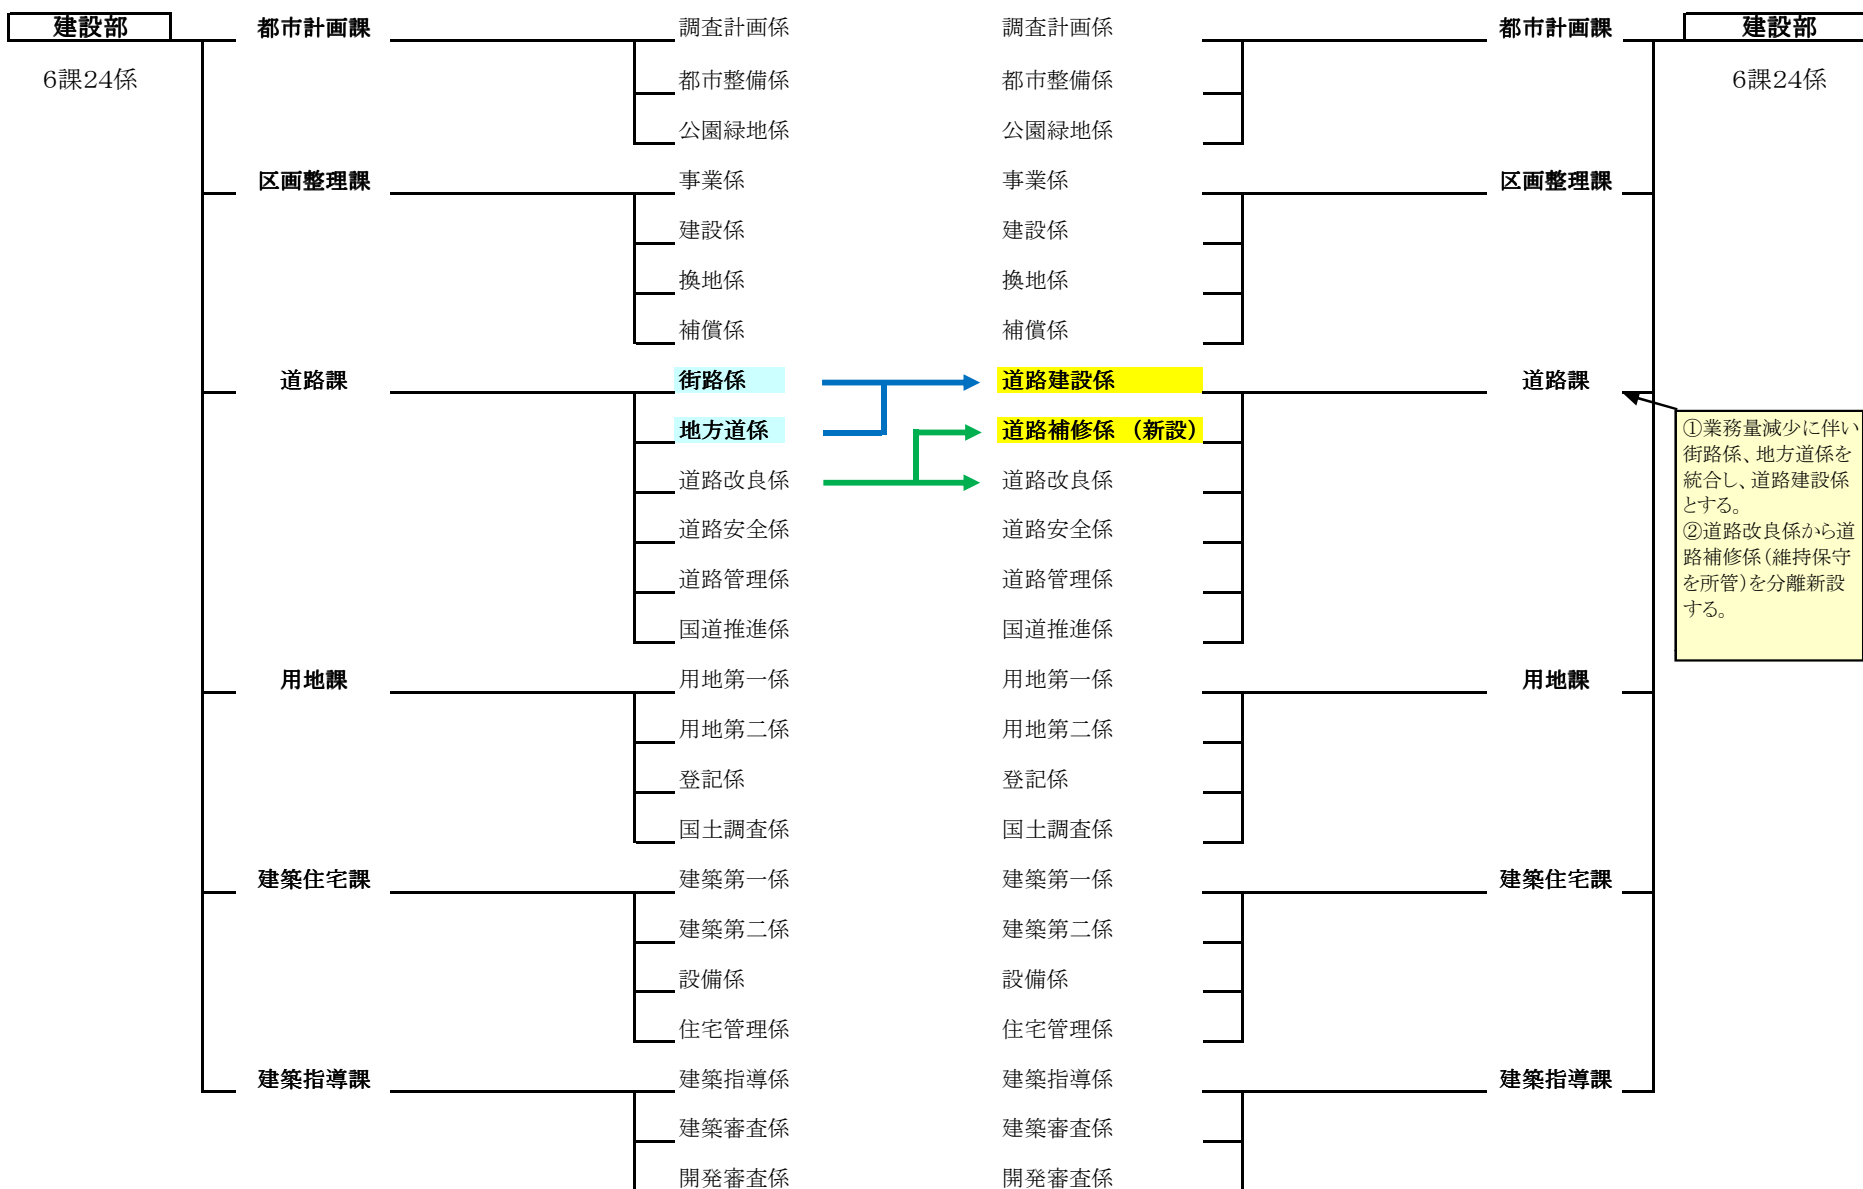 建設部 都市計画課 調査計画係 調査計画係 都市計画課 建設部
6課24係 都市整備係 都市整備係 6課24係
公園緑地係 公園緑地係
区画整理課 事業係 事業係 区画整理課
建設係 建設係
換地係 換地係
補償係 補償係
道路課 街路係 道路建設係 道路課
地方道係 道路補修係 (新設)
道路改良係 道路改良係
道路安全係 道路安全係
道路管理係 道路管理係
国道推進係 国道推進係
①業務量減少に伴い
街路係、地方道係を
統合し、道路建設係
とする。
②道路改良係から道
路補修係(維持保守
を所管)を分離新設
する。
用地課 用地第一係 用地第一係 用地課
用地第二係 用地第二係
登記係 登記係
国土調査係 国土調査係
建築住宅課 建築第一係 建築第一係 建築住宅課
建築第二係 建築第二係
設備係 設備係
住宅管理係 住宅管理係
建築指導課 建築指導係 建築指導係 建築指導課
建築審査係 建築審査係
開発審査係 開発審査係